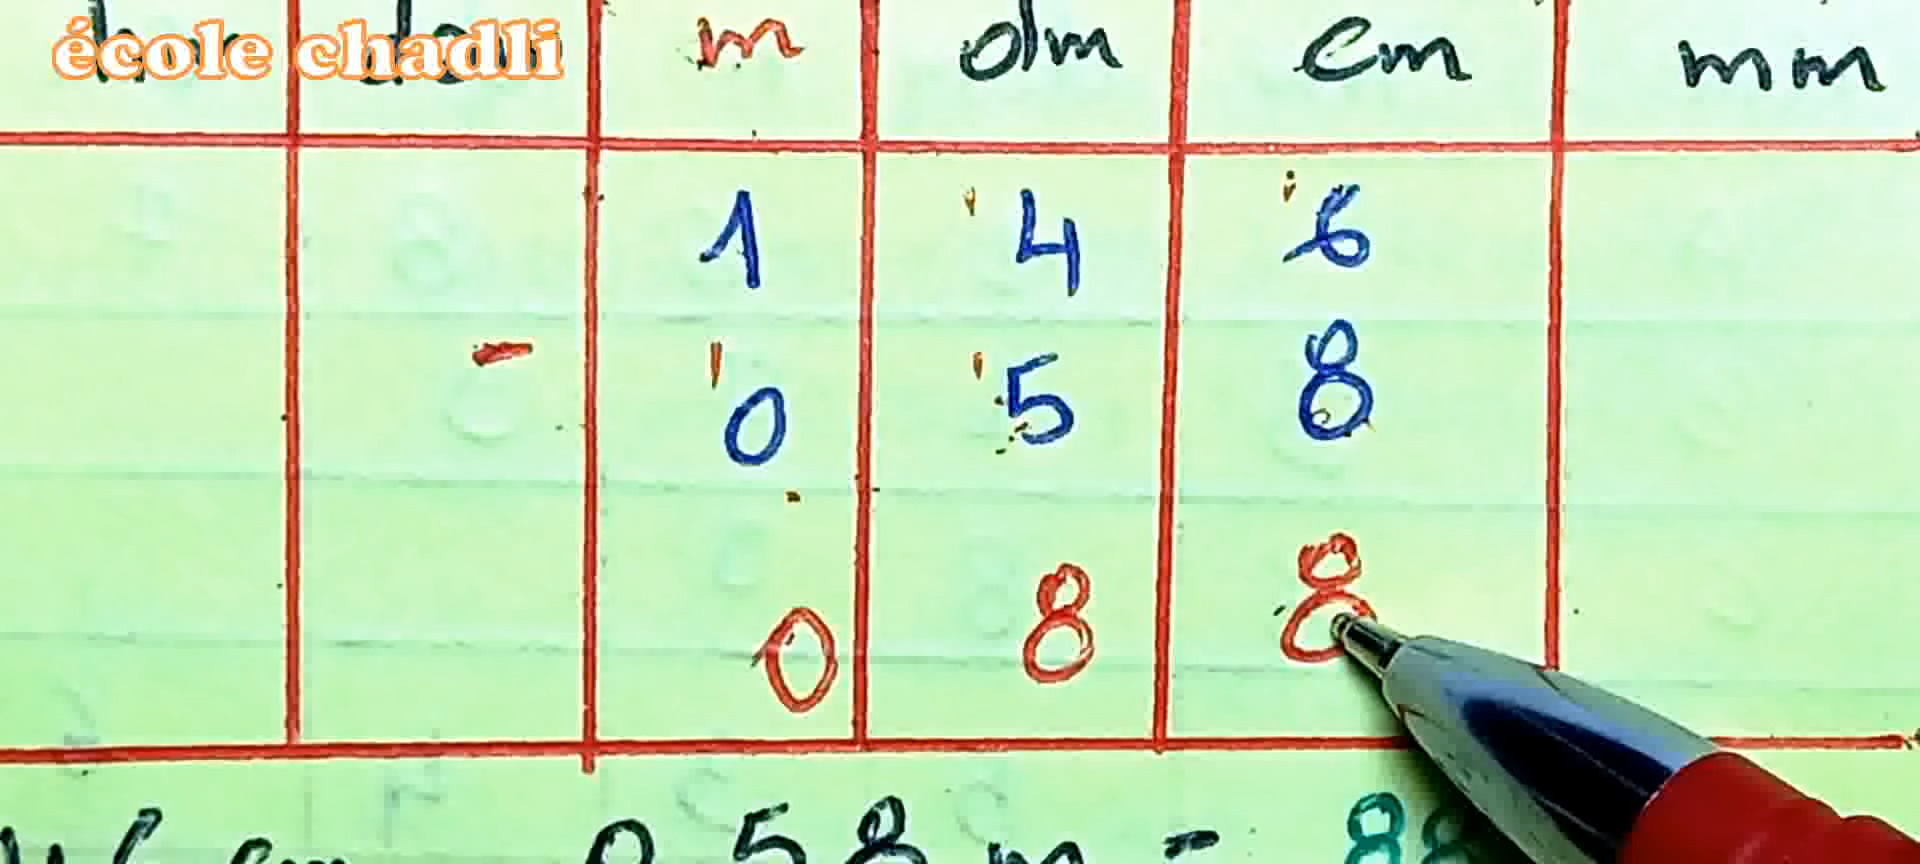 école chadli
m dm cm mm
1 4 6
- 0 5 8
0 8 8
0,58 m =